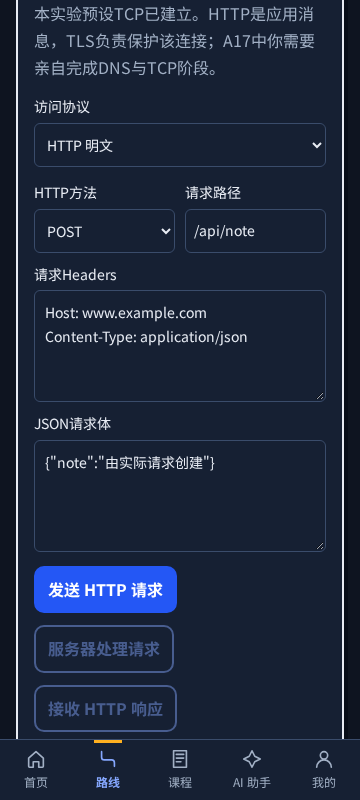 本实验预设TCP已建立。HTTP是应用消
息，TLS负责保护该连接；A17中你需要
亲自完成DNS与TCP阶段。
访问协议
HTTP 明文
HTTP方法
请求路径
POST
/api/note
请求Headers
Host: www.example.com
Content-Type: application/json
JSON请求体
{"note":"由实际请求创建"}
发送 HTTP 请求
服务器处理请求
接收 HTTP 响应
首页
路线
课程
AI 助手
我的